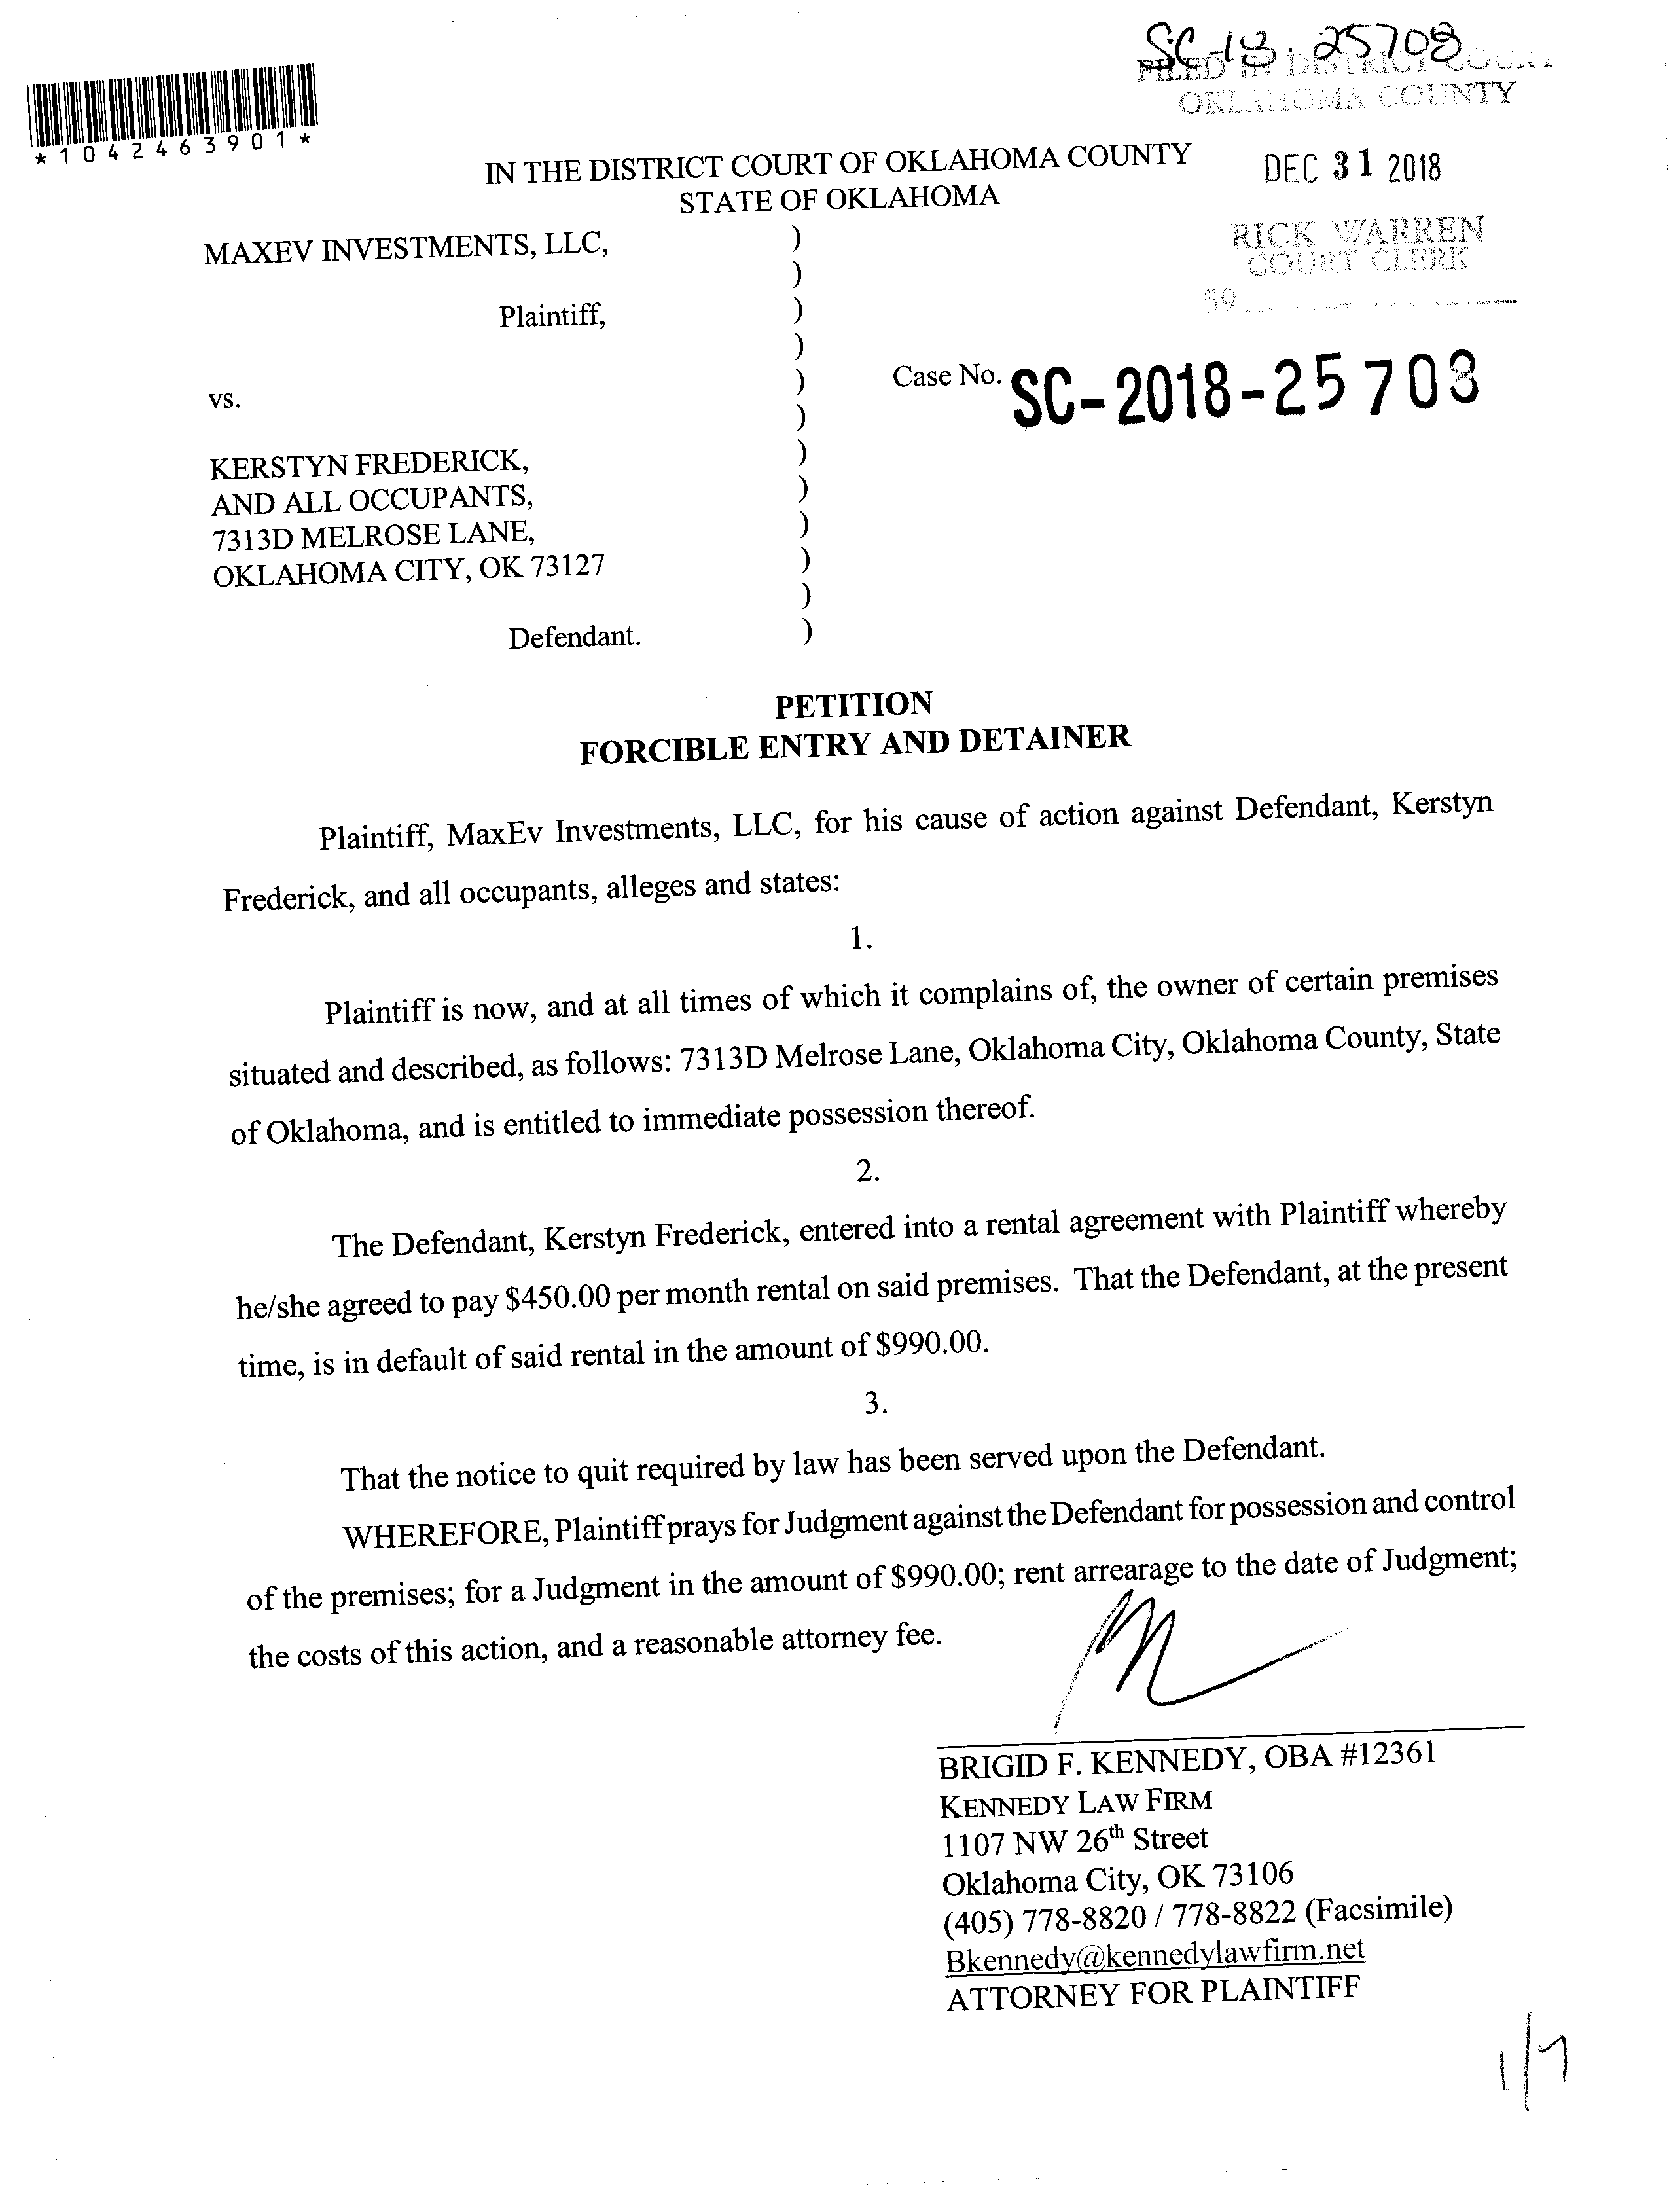 SC-18-25708
FILED IN DISTRICT COURT
OKLAHOMA COUNTY
*1042463901*
IN THE DISTRICT COURT OF OKLAHOMA COUNTY
STATE OF OKLAHOMA
DEC 31 2018
RICK WARREN
COURT CLERK
39
MAXEV INVESTMENTS, LLC,
)
)
Plaintiff,
)
)
vs.
)
Case No. SC-2018-25708
)
KERSTYN FREDERICK,
)
AND ALL OCCUPANTS,
)
7313D MELROSE LANE,
)
OKLAHOMA CITY, OK 73127
)
)
Defendant.
)
PETITION
FORCIBLE ENTRY AND DETAINER
Plaintiff, MaxEv Investments, LLC, for his cause of action against Defendant, Kerstyn
Frederick, and all occupants, alleges and states:
1.
Plaintiff is now, and at all times of which it complains of, the owner of certain premises
situated and described, as follows: 7313D Melrose Lane, Oklahoma City, Oklahoma County, State
of Oklahoma, and is entitled to immediate possession thereof.
2.
The Defendant, Kerstyn Frederick, entered into a rental agreement with Plaintiff whereby
he/she agreed to pay $450.00 per month rental on said premises. That the Defendant, at the present
time, is in default of said rental in the amount of $990.00.
3.
That the notice to quit required by law has been served upon the Defendant.
WHEREFORE, Plaintiff prays for Judgment against the Defendant for possession and control
of the premises; for a Judgment in the amount of $990.00; rent arrearage to the date of Judgment;
the costs of this action, and a reasonable attorney fee.
BRIGID F. KENNEDY, OBA #12361
KENNEDY LAW FIRM
1107 NW 26th Street
Oklahoma City, OK 73106
(405) 778-8820 / 778-8822 (Facsimile)
Bkennedy@kennedylawfirm.net
ATTORNEY FOR PLAINTIFF
1/7